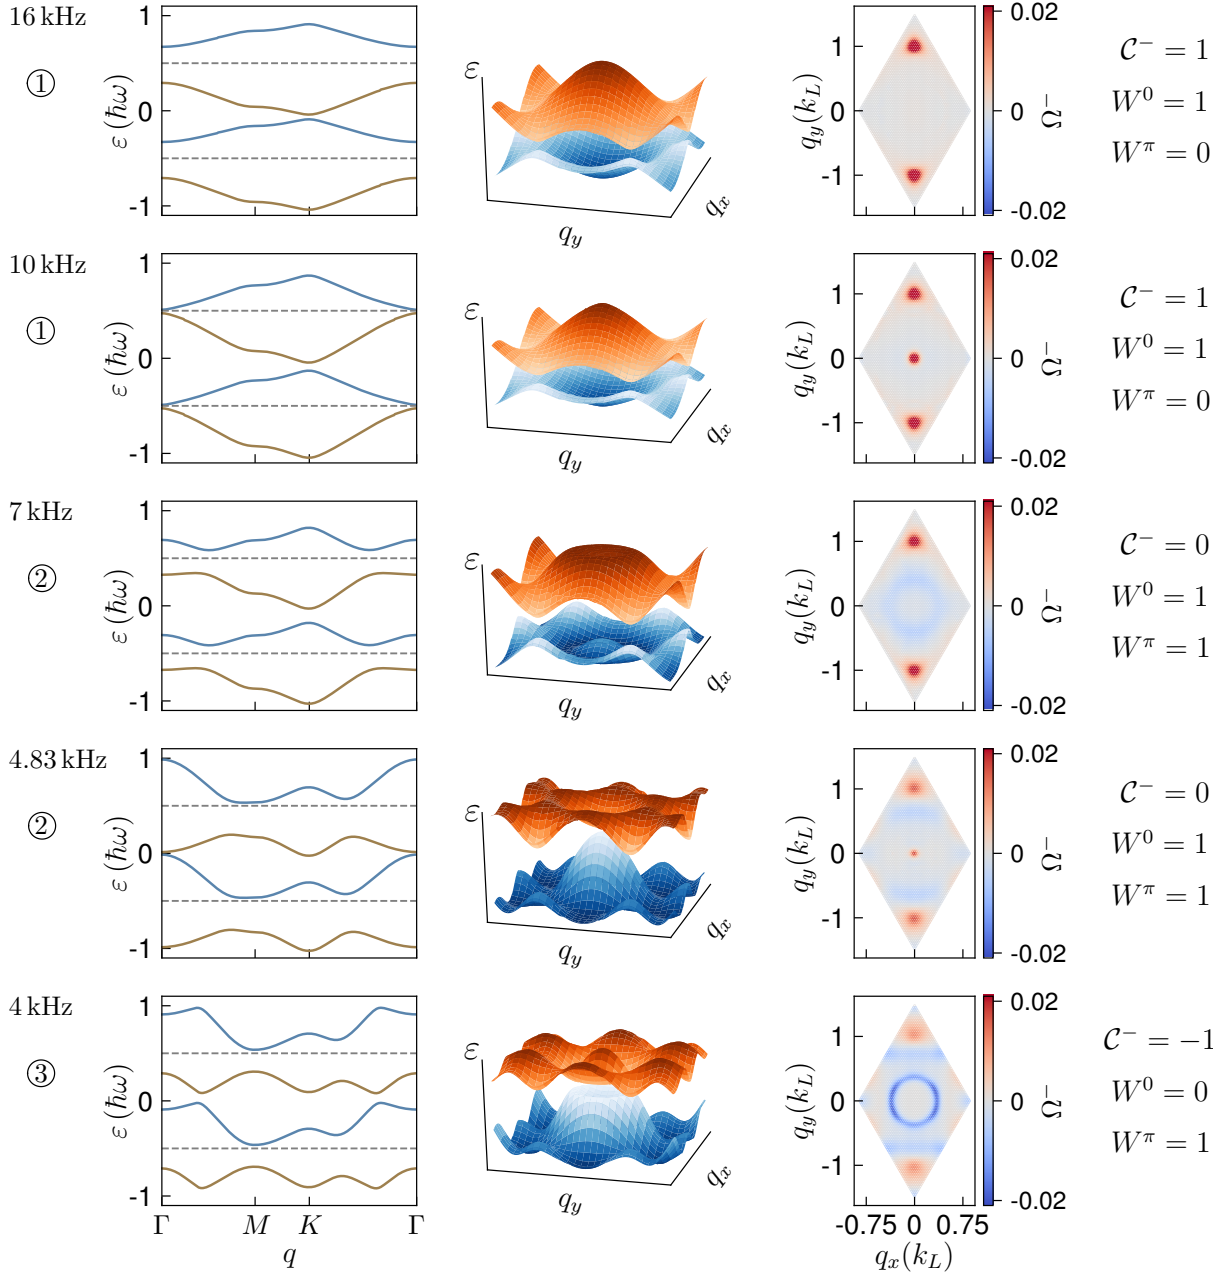 16 kHz
①
ε (ħω)
1
0
-1
ε
q_y
q_x
q_y(k_L)
1
0
-1
0.02
0
-0.02
Ω_-
C^- = 1
W^0 = 1
W^π = 0
10 kHz
①
ε (ħω)
1
0
-1
ε
q_y
q_x
q_y(k_L)
1
0
-1
0.02
0
-0.02
Ω_-
C^- = 1
W^0 = 1
W^π = 0
7 kHz
②
ε (ħω)
1
0
-1
ε
q_y
q_x
q_y(k_L)
1
0
-1
0.02
0
-0.02
Ω_-
C^- = 0
W^0 = 1
W^π = 1
4.83 kHz
②
ε (ħω)
1
0
-1
ε
q_y
q_x
q_y(k_L)
1
0
-1
0.02
0
-0.02
Ω_-
C^- = 0
W^0 = 1
W^π = 1
4 kHz
③
ε (ħω)
1
0
-1
Γ M K Γ
q
ε
q_y
q_x
q_y(k_L)
1
0
-1
-0.75 0 0.75
q_x(k_L)
0.02
0
-0.02
Ω_-
C^- = -1
W^0 = 0
W^π = 1